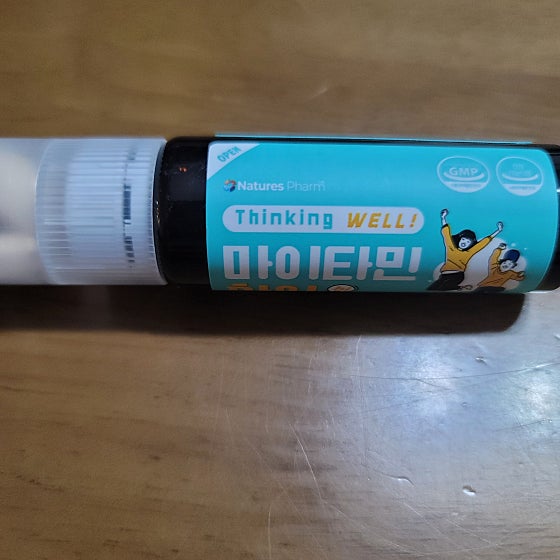 OPEN
Natures Pharm
GMP
Thinking WELL!
마이타민